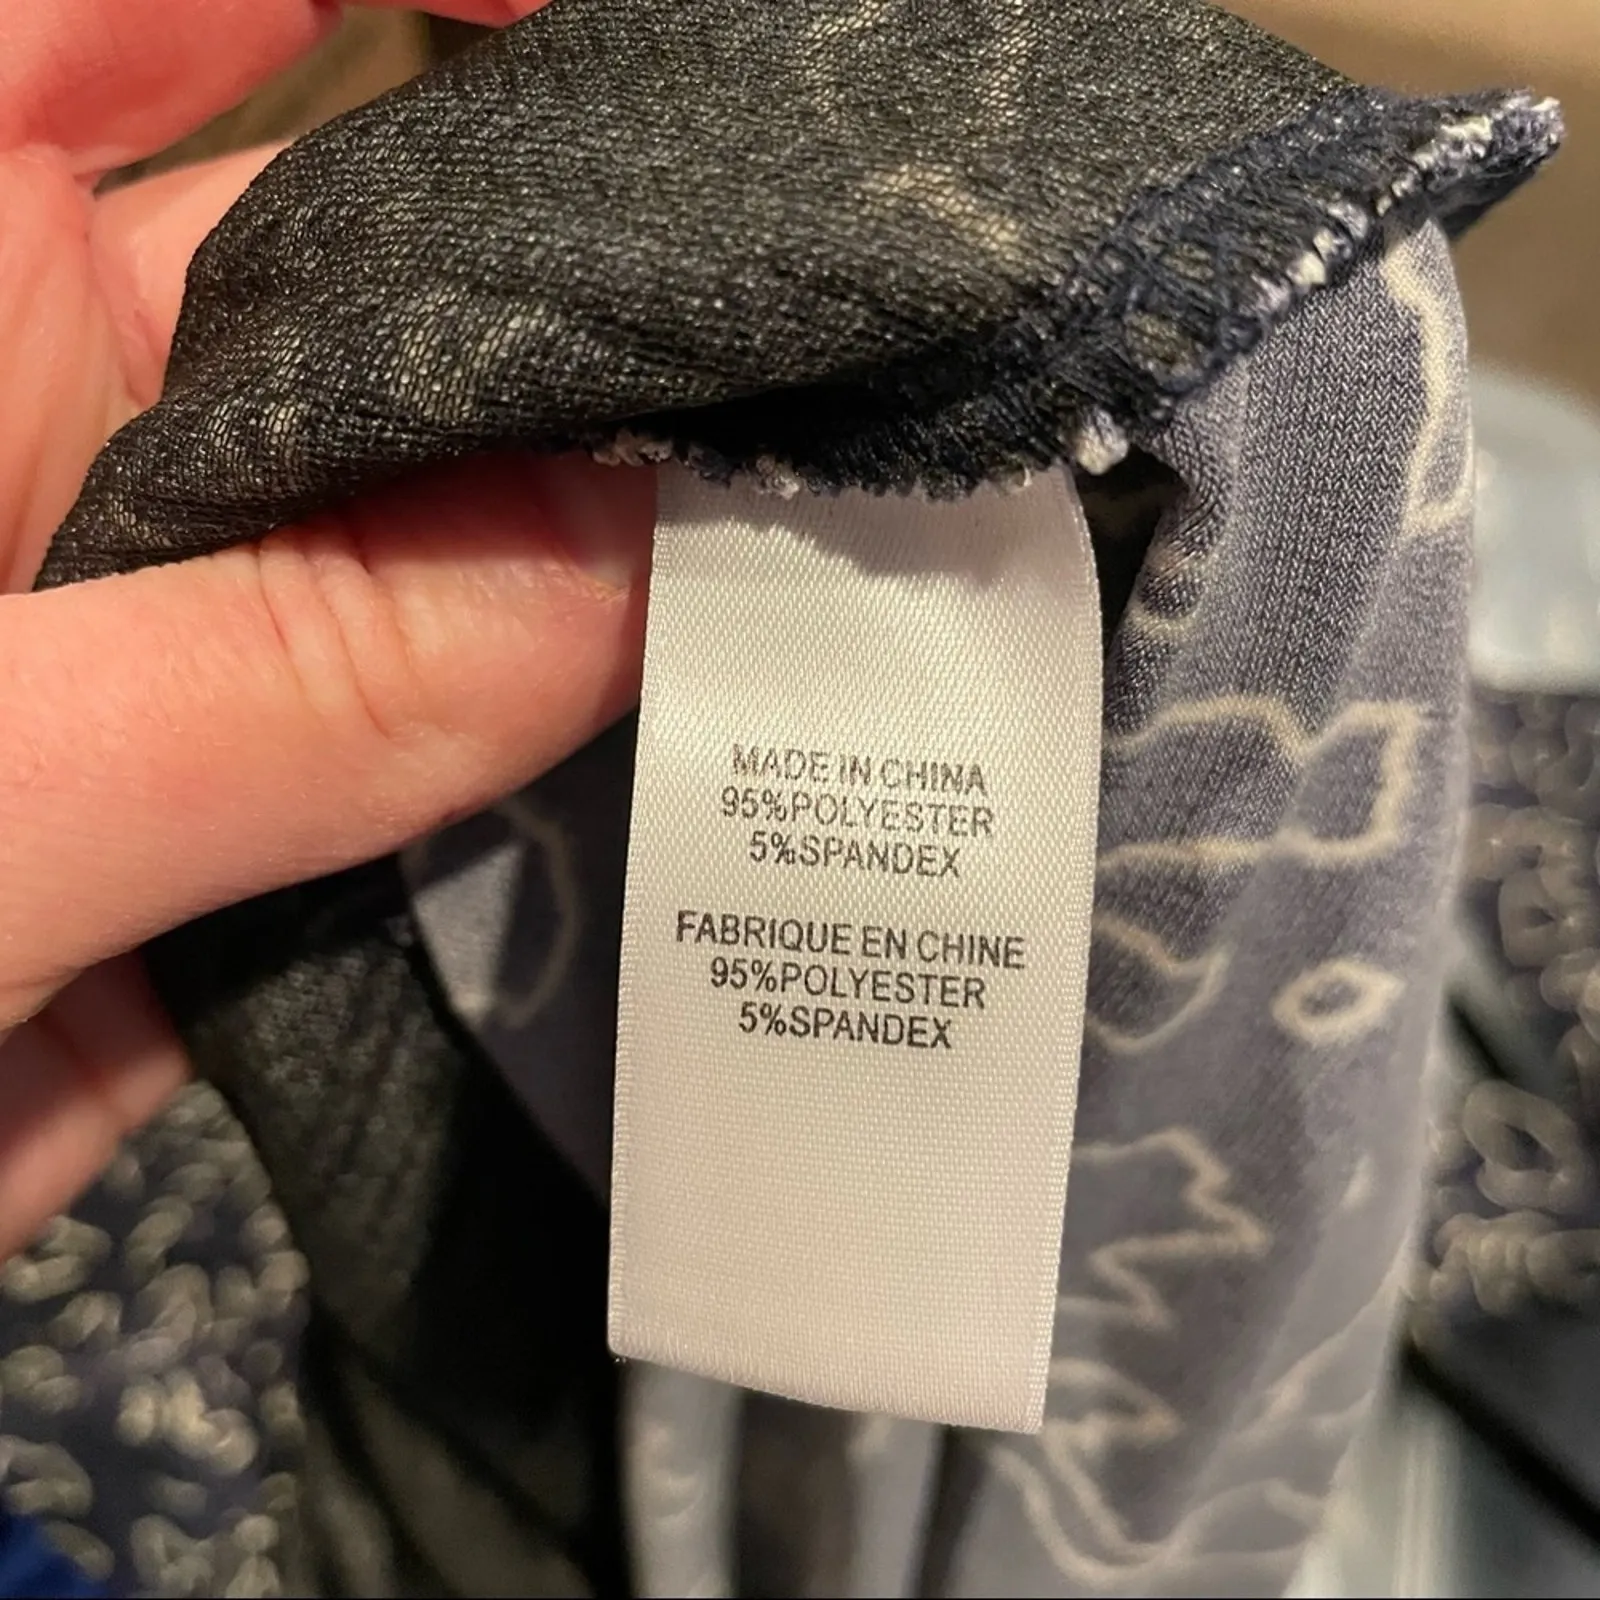 MADE IN CHINA
95%POLYESTER
5%SPANDEX
FABRIQUE EN CHINE
95%POLYESTER
5%SPANDEX